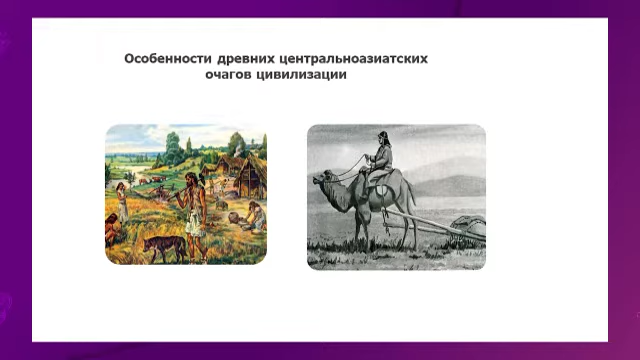 Особенности древних центральноазиатских
очагов цивилизации